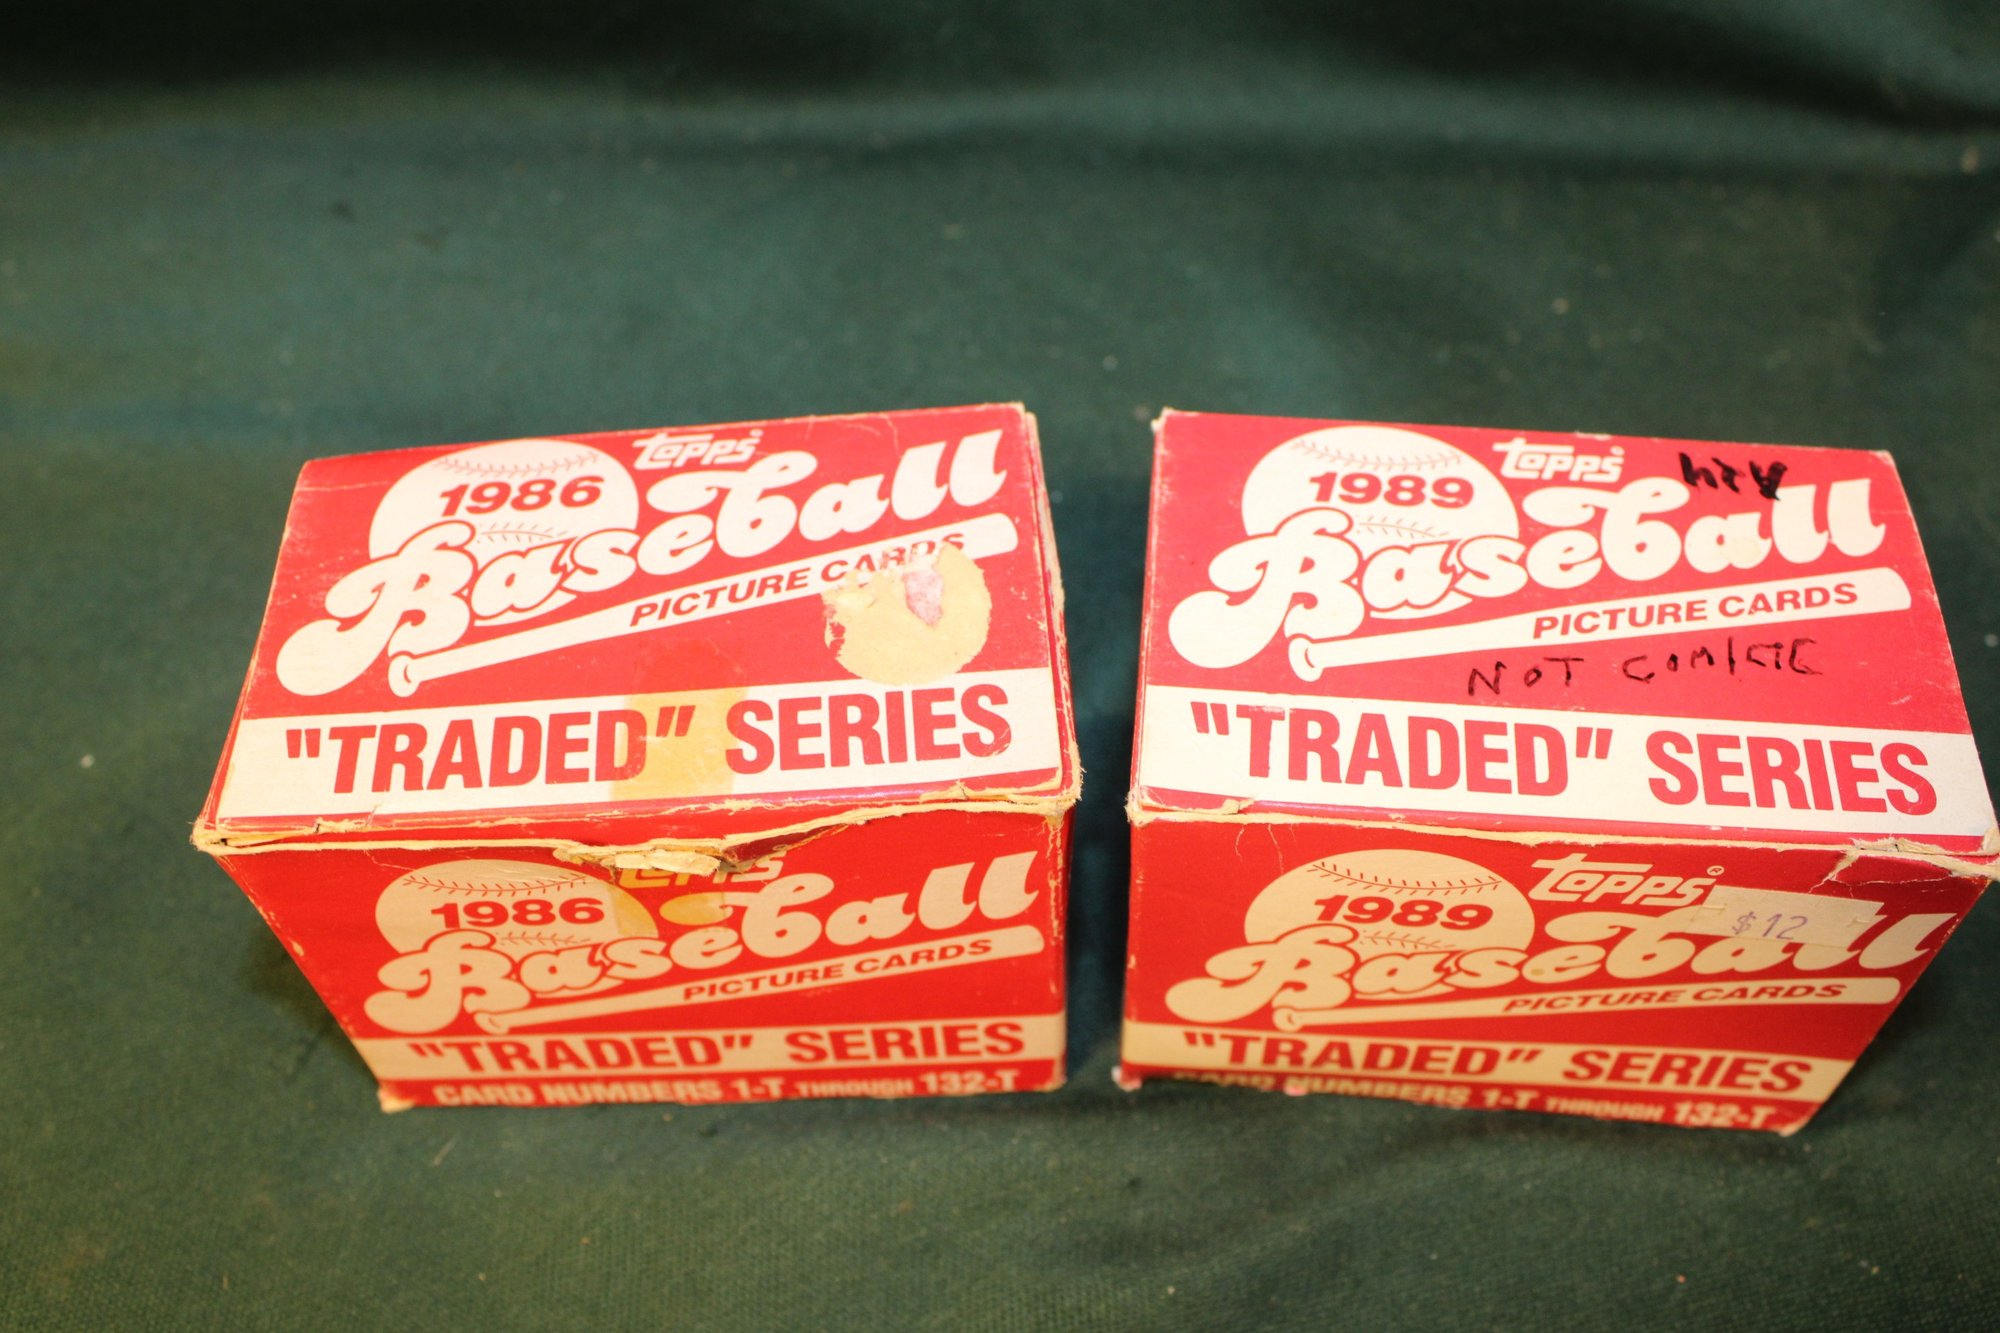 topps
1986
Baseball
PICTURE CARDS
"TRADED" SERIES
topps
1986
Baseball
PICTURE CARDS
"TRADED" SERIES
CARD NUMBERS 1-T THROUGH 132-T
topps
1989
Baseball
PICTURE CARDS
NOT COMLETE
"TRADED" SERIES
topps®
1989
$12
Baseball
PICTURE CARDS
"TRADED" SERIES
CARD NUMBERS 1-T THROUGH 132-T